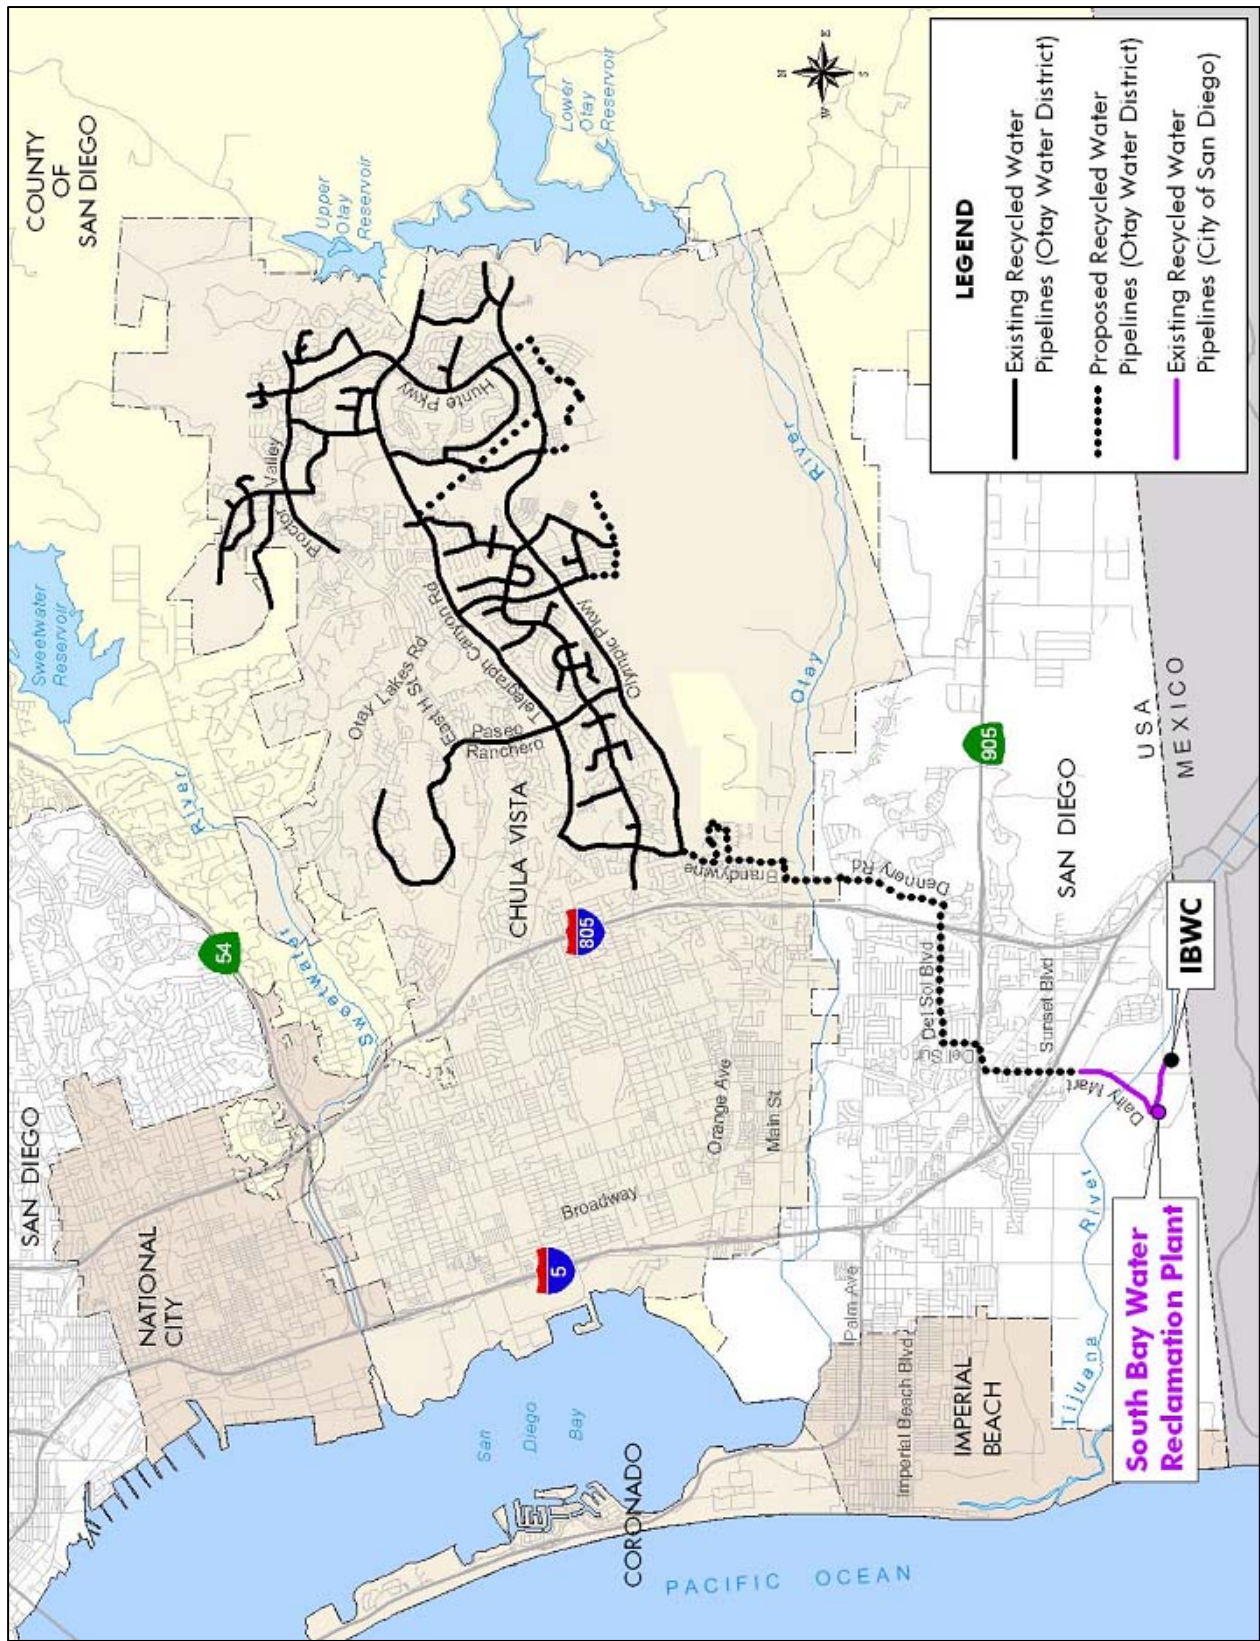 COUNTY
OF
SAN DIEGO
Upper
Otay
Reservoir
Lower
Otay
Reservoir
N
E
S
W
Sweetwater
Reservoir
Proctor Valley
Hunte Pkwy
Otay Lakes Rd
East H St
Telegraph Canyon Rd
Paseo
Ranchero
Olympic Pkwy
Otay River
CHULA VISTA
Brandywine
Dennery Rd
SAN DIEGO
54
Sweetwater River
805
905
USA
MEXICO
SAN DIEGO
NATIONAL
CITY
Broadway
Orange Ave
Main St
Del Sol Blvd
Del Sur
Sunset Blvd
Dairy Mart
IBWC
5
Palm Ave
Imperial Beach Blvd
IMPERIAL
BEACH
Tijuana River
South Bay Water
Reclamation Plant
San
Diego
Bay
CORONADO
PACIFIC OCEAN
LEGEND
Existing Recycled Water
Pipelines (Otay Water District)
Proposed Recycled Water
Pipelines (Otay Water District)
Existing Recycled Water
Pipelines (City of San Diego)